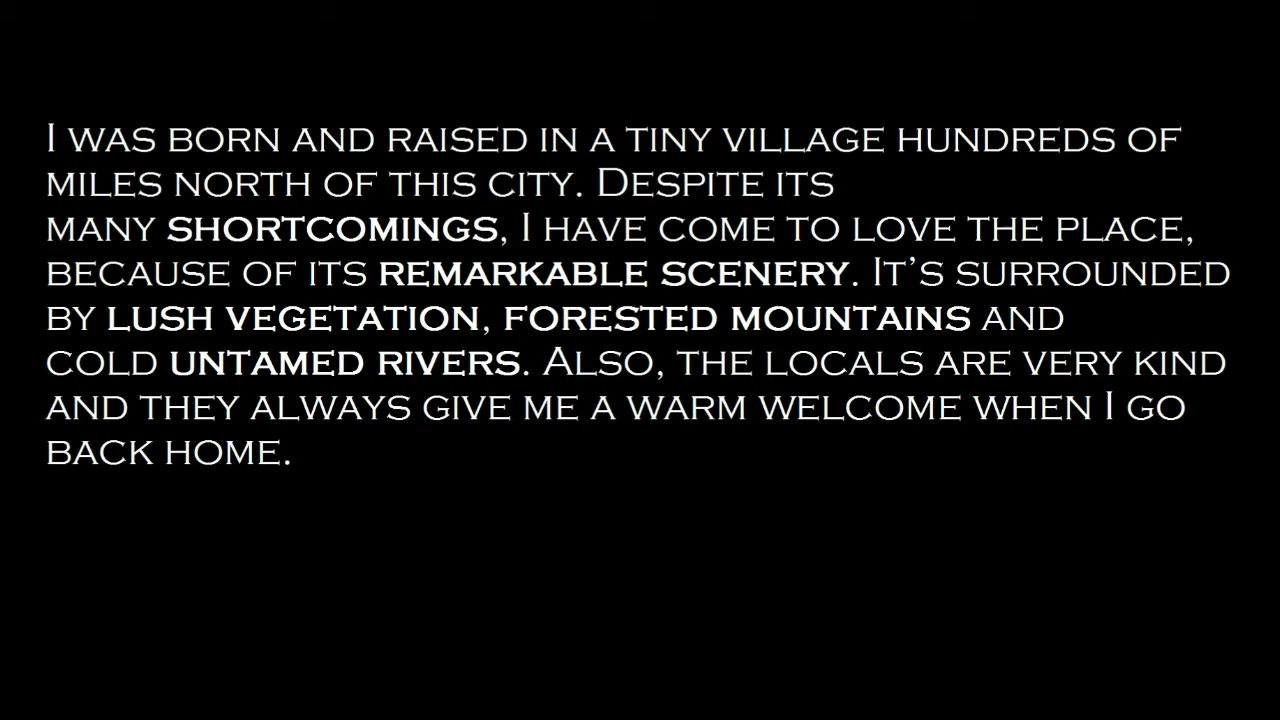 I was born and raised in a tiny village hundreds of
miles north of this city. Despite its
many shortcomings, I have come to love the place,
because of its remarkable scenery. It’s surrounded
by lush vegetation, forested mountains and
cold untamed rivers. Also, the locals are very kind
and they always give me a warm welcome when I go
back home.